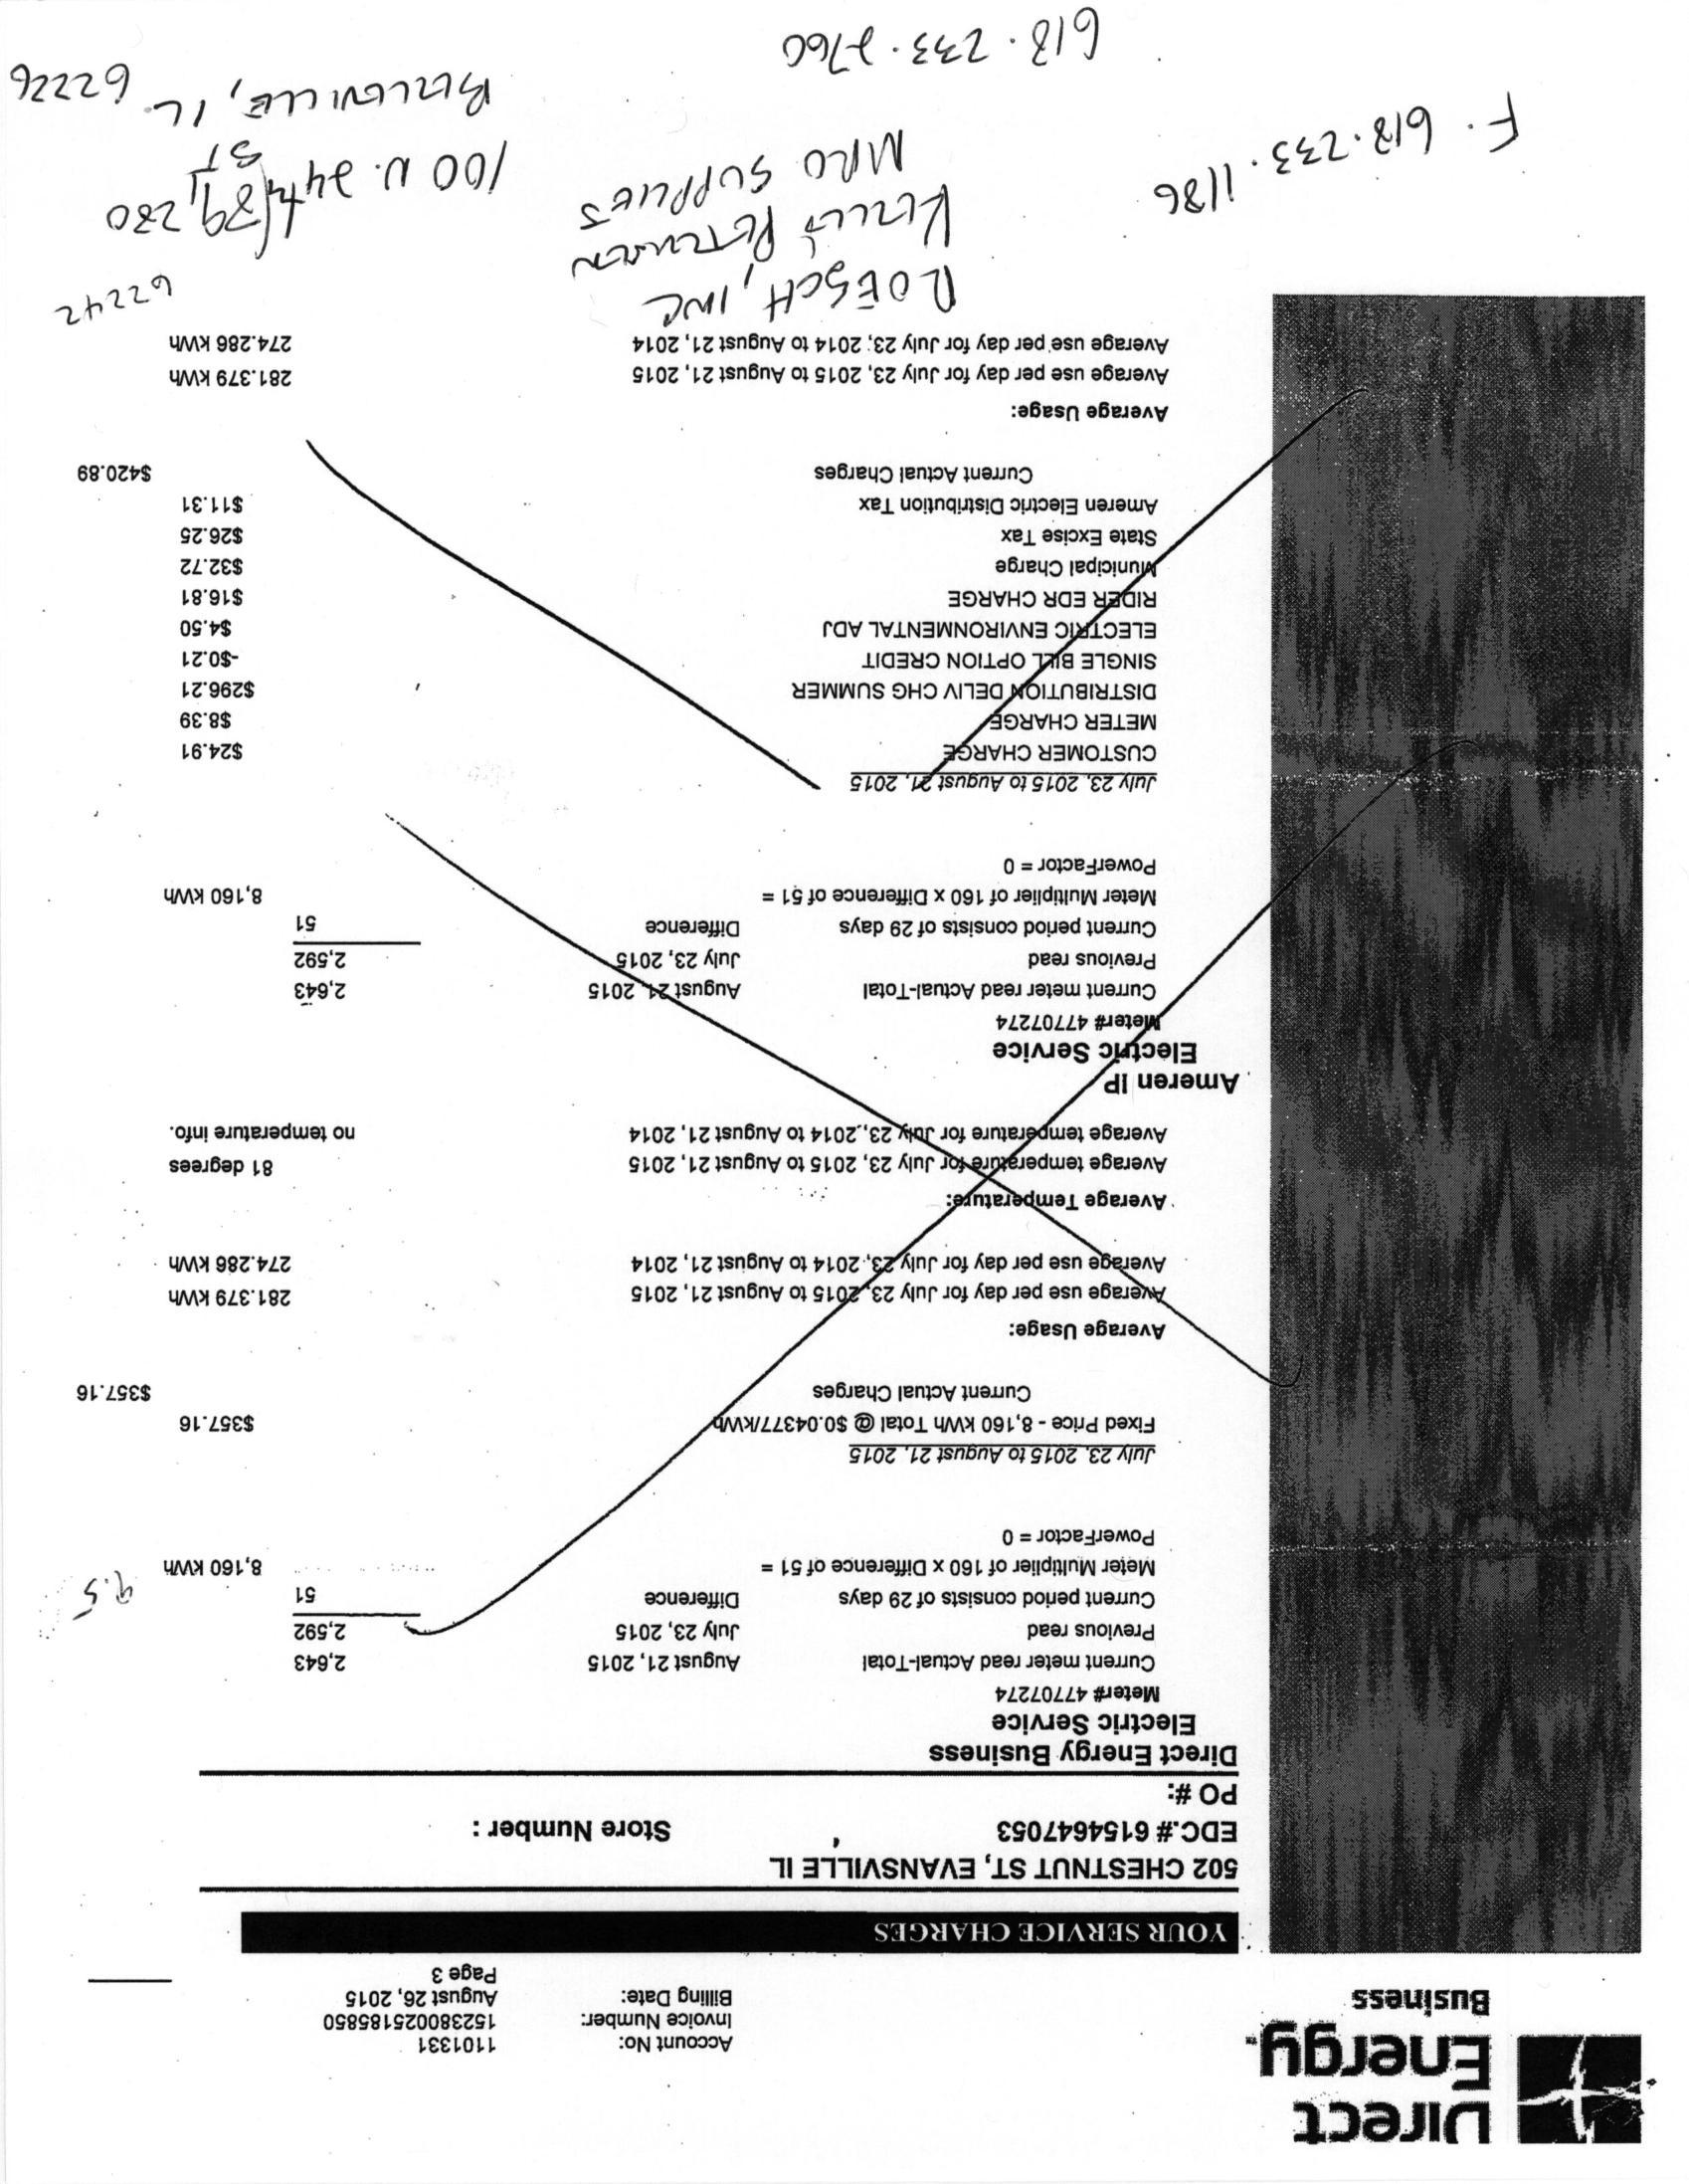 Direct
Energy.
Business
Account No: 1101331
Invoice Number: 152380025185850
Billing Date: August 26, 2015
Page 3
YOUR SERVICE CHARGES
502 CHESTNUT ST, EVANSVILLE IL
EDC.# 6154647053 Store Number :
PO #:
Direct Energy Business
Electric Service
Meter# 47707274
Current meter read Actual-Total August 21, 2015 2,643
Previous read July 23, 2015 2,592
Current period consists of 29 days Difference 51
Meter Multiplier of 160 x Difference of 51 = 8,160 kWh
9.5
PowerFactor = 0
July 23, 2015 to August 21, 2015
Fixed Price - 8,160 kWh Total @ $0.04377/kWh $357.16
Current Actual Charges $357.16
Average Usage:
Average use per day for July 23, 2015 to August 21, 2015 281.379 kWh
Average use per day for July 23, 2014 to August 21, 2014 274.286 kWh
Average Temperature:
Average temperature for July 23, 2015 to August 21, 2015 81 degrees
Average temperature for July 23, 2014 to August 21, 2014 no temperature info.
Ameren IP
Electric Service
Meter# 47707274
Current meter read Actual-Total August 21, 2015 2,643
Previous read July 23, 2015 2,592
Current period consists of 29 days Difference 51
Meter Multiplier of 160 x Difference of 51 = 8,160 kWh
PowerFactor = 0
July 23, 2015 to August 21, 2015
CUSTOMER CHARGE $24.91
METER CHARGE $8.39
DISTRIBUTION DELIV CHG SUMMER $296.21
SINGLE BILL OPTION CREDIT -$0.21
ELECTRIC ENVIRONMENTAL ADJ $4.50
RIDER EDR CHARGE $16.81
Municipal Charge $32.72
State Excise Tax $26.25
Ameren Electric Distribution Tax $11.31
Current Actual Charges $420.89
Average Usage:
Average use per day for July 23, 2015 to August 21, 2015 281.379 kWh
Average use per day for July 23, 2014 to August 21, 2014 274.286 kWh
62242
ROESCH, INC
KELLY
MRO SUPPLIES
100 N. 24th ST
BELLEVILLE, IL 62226
F. 618.233.1186
618.233.2760